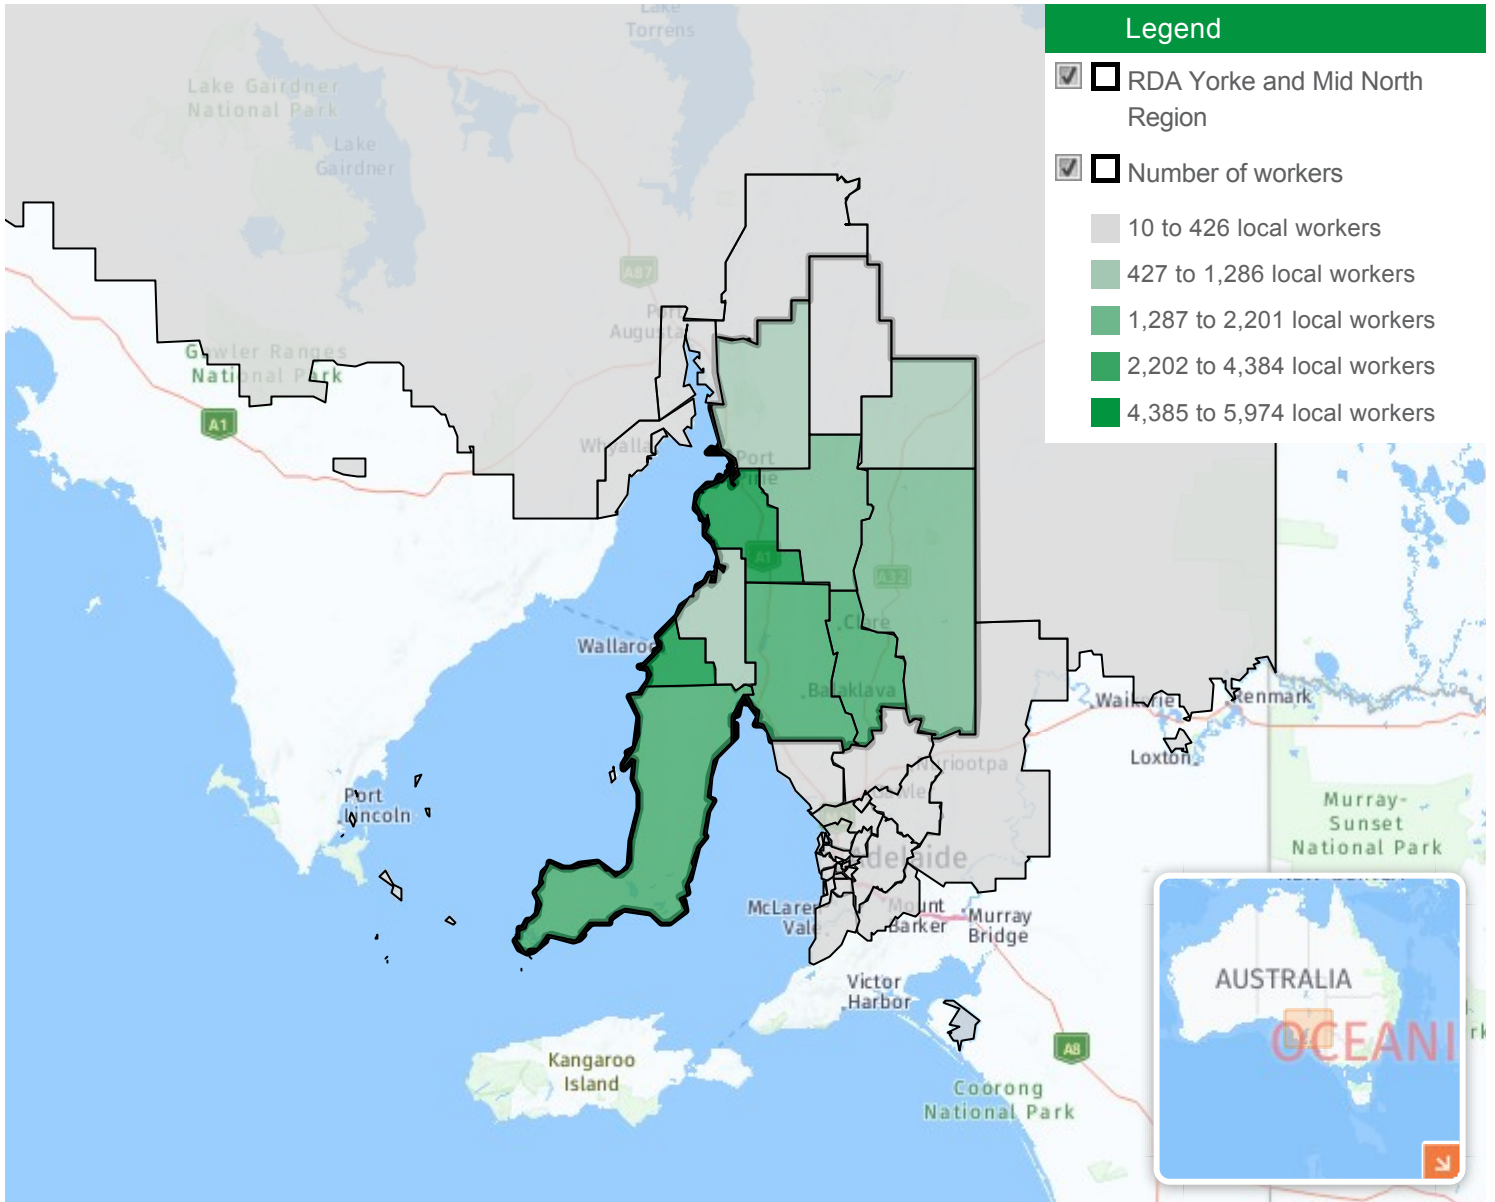 Lake
Torrens
Legend
RDA Yorke and Mid North
Region
Number of workers
10 to 426 local workers
427 to 1,286 local workers
1,287 to 2,201 local workers
2,202 to 4,384 local workers
4,385 to 5,974 local workers
Lake Gairdner
National Park
Lake
Gairdner
A87
Port
Augusta
Gawler Ranges
National Park
A1
Whyalla
Port
Pirie
A1
A32
Clare
Wallaroo
Balaklava
Waikerie
Renmark
Loxton
Nuriootpa
Port
Lincoln
Murray-
Sunset
National Park
Adelaide
McLaren
Vale
Mount
Barker
Murray
Bridge
Victor
Harbor
AUSTRALIA
OCEANI
A8
Kangaroo
Island
Coorong
National Park